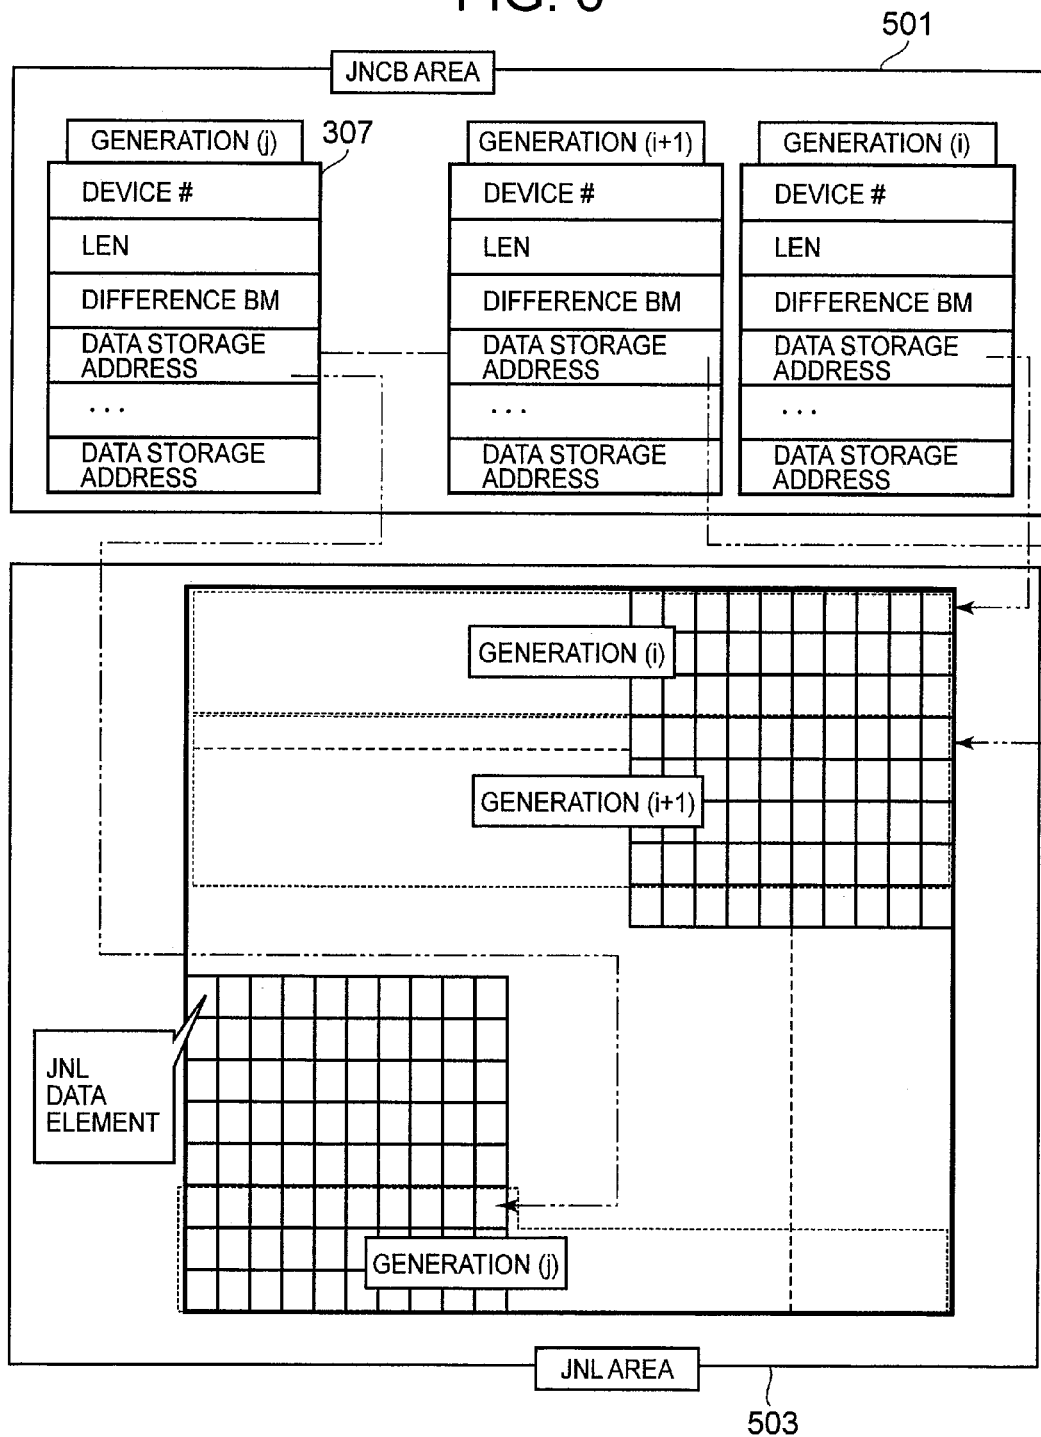 FIG.
501
JNCB AREA
GENERATION (j)
307
GENERATION (i+1)
GENERATION (i)
DEVICE #
DEVICE #
DEVICE #
LEN
LEN
LEN
DIFFERENCE BM
DIFFERENCE BM
DIFFERENCE BM
DATA STORAGE
ADDRESS
DATA STORAGE
ADDRESS
DATA STORAGE
ADDRESS
...
...
...
DATA STORAGE
ADDRESS
DATA STORAGE
ADDRESS
DATA STORAGE
ADDRESS
GENERATION (i)
GENERATION (i+1)
JNL
DATA
ELEMENT
GENERATION (j)
JNL AREA
503